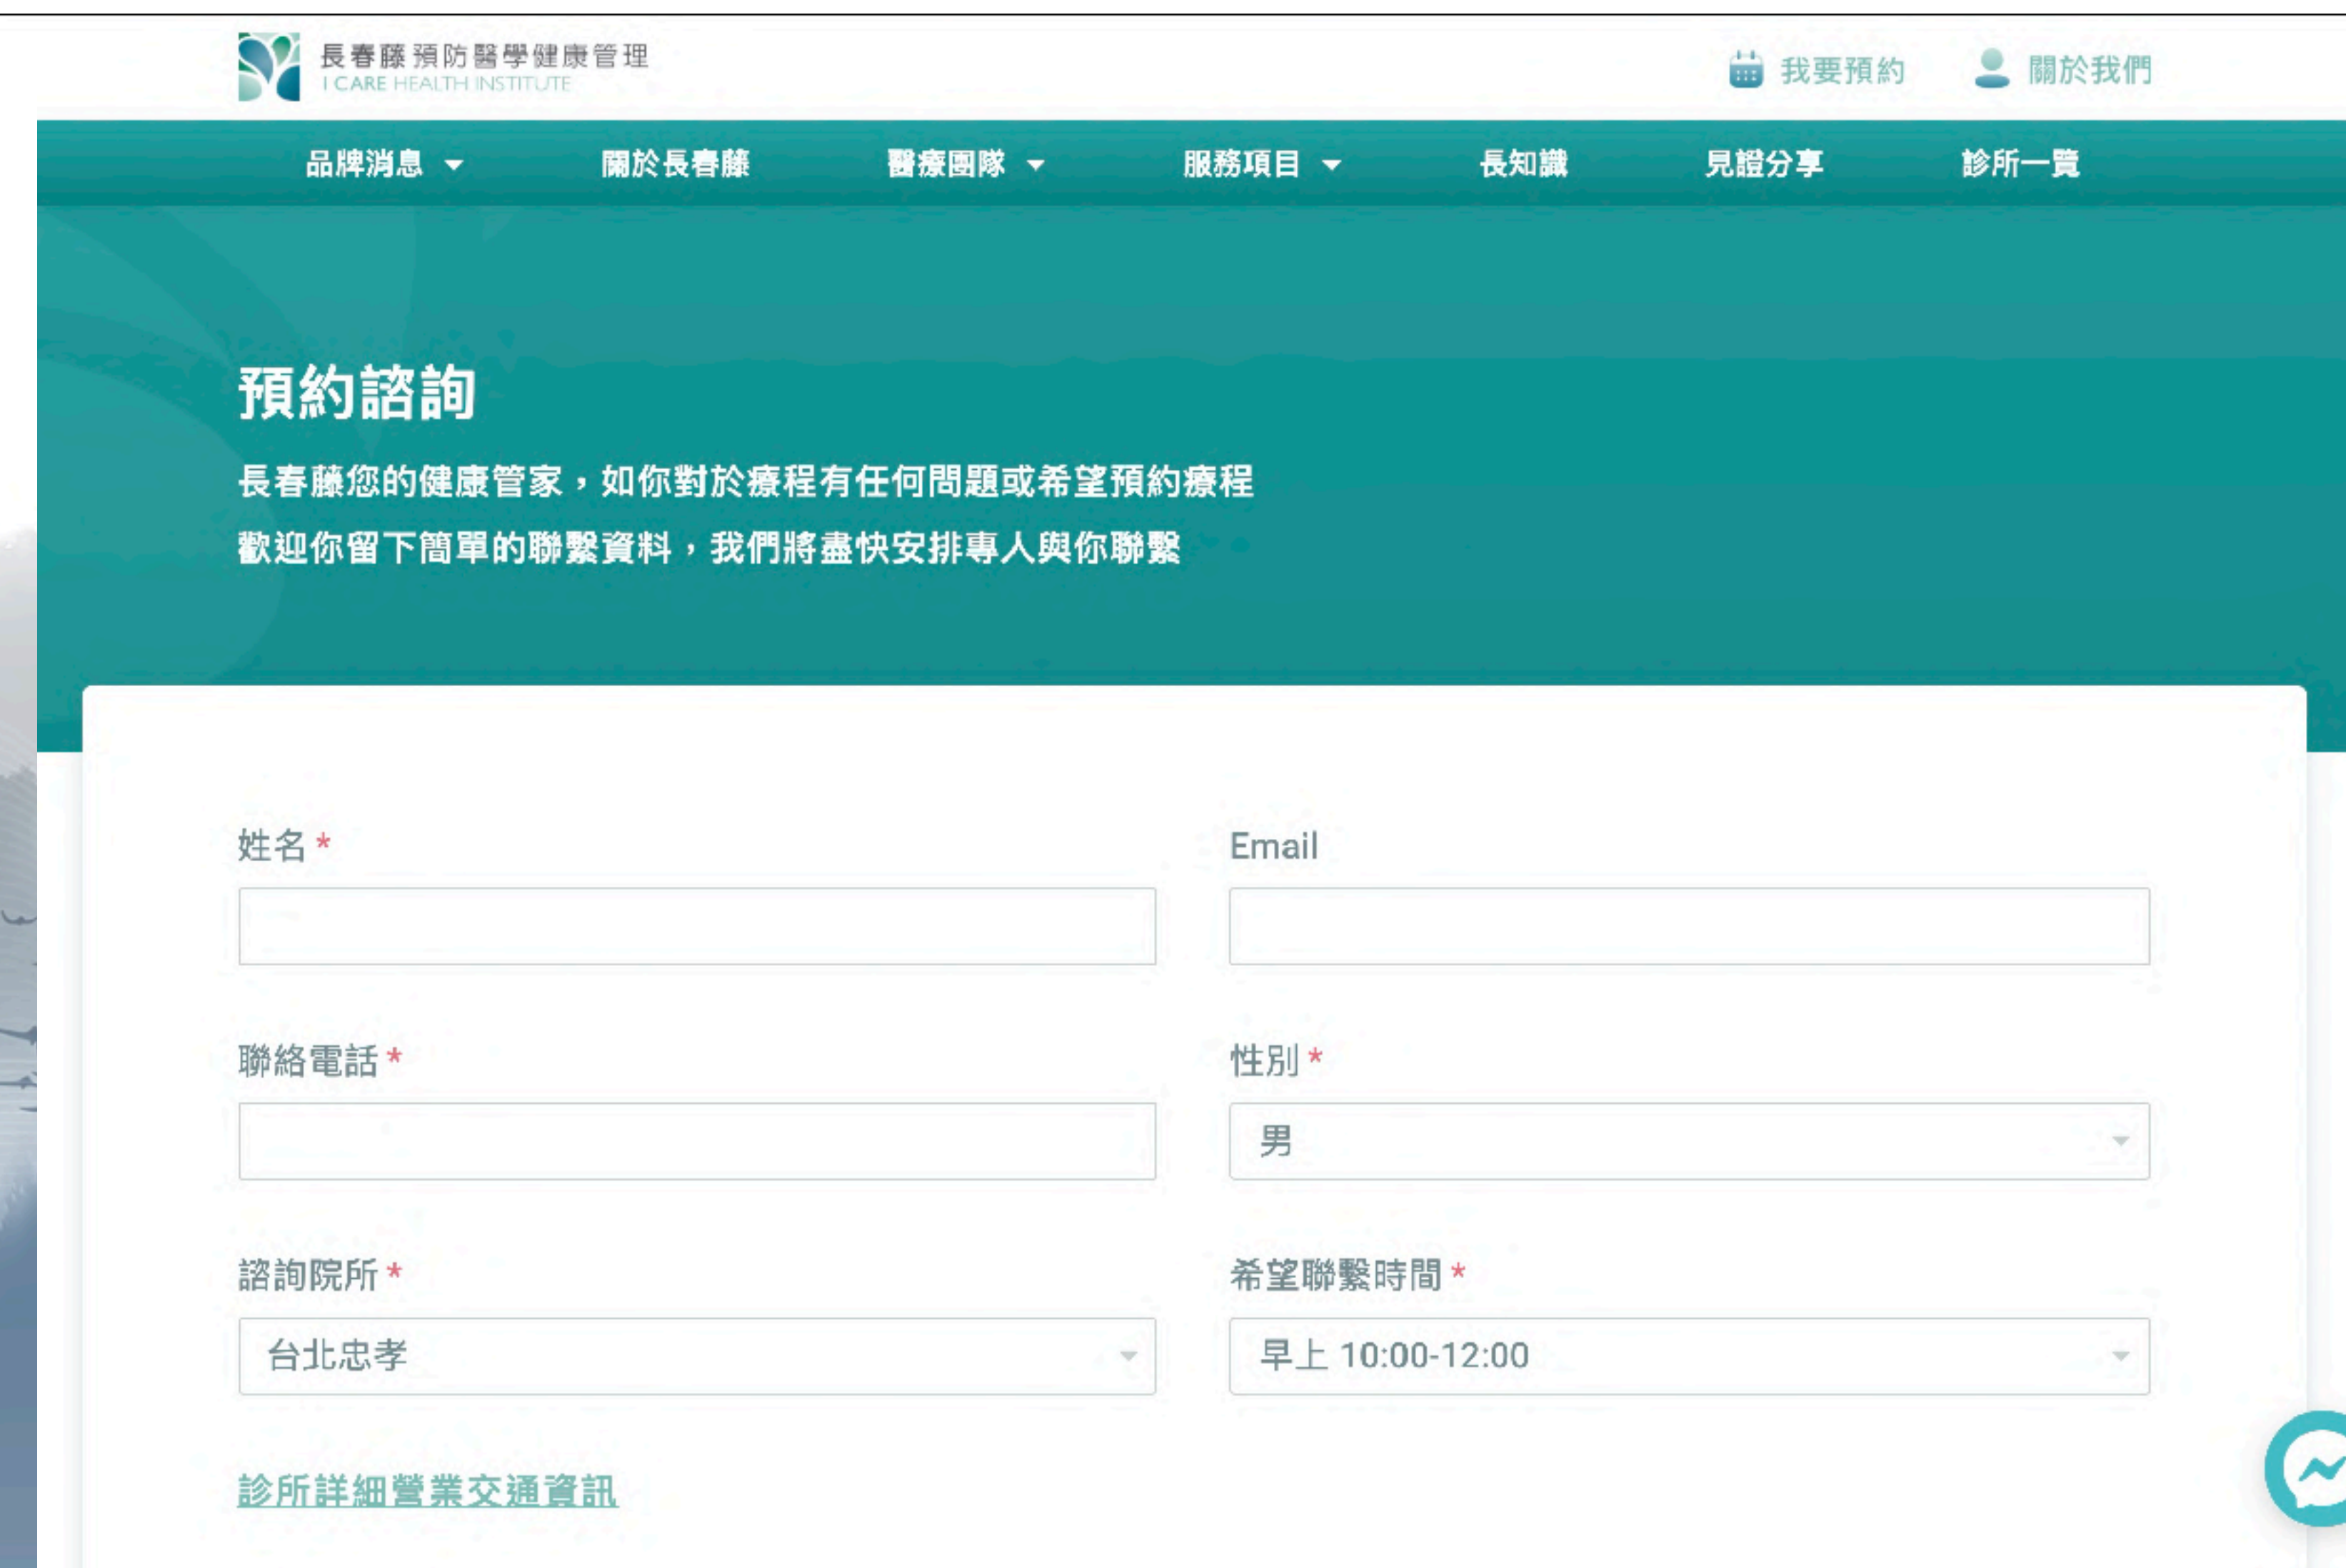 長春藤預防醫學健康管理
I CARE HEALTH INSTITUTE
我要預約 關於我們
品牌消息 關於長春藤 醫療團隊 服務項目 長知識 見證分享 診所一覽
預約諮詢
長春藤您的健康管家，如你對於療程有任何問題或希望預約療程
歡迎你留下簡單的聯繫資料，我們將盡快安排專人與你聯繫
姓名* Email
聯絡電話* 性別*
男
諮詢院所* 希望聯繫時間*
台北忠孝 早上 10:00-12:00
診所詳細營業交通資訊